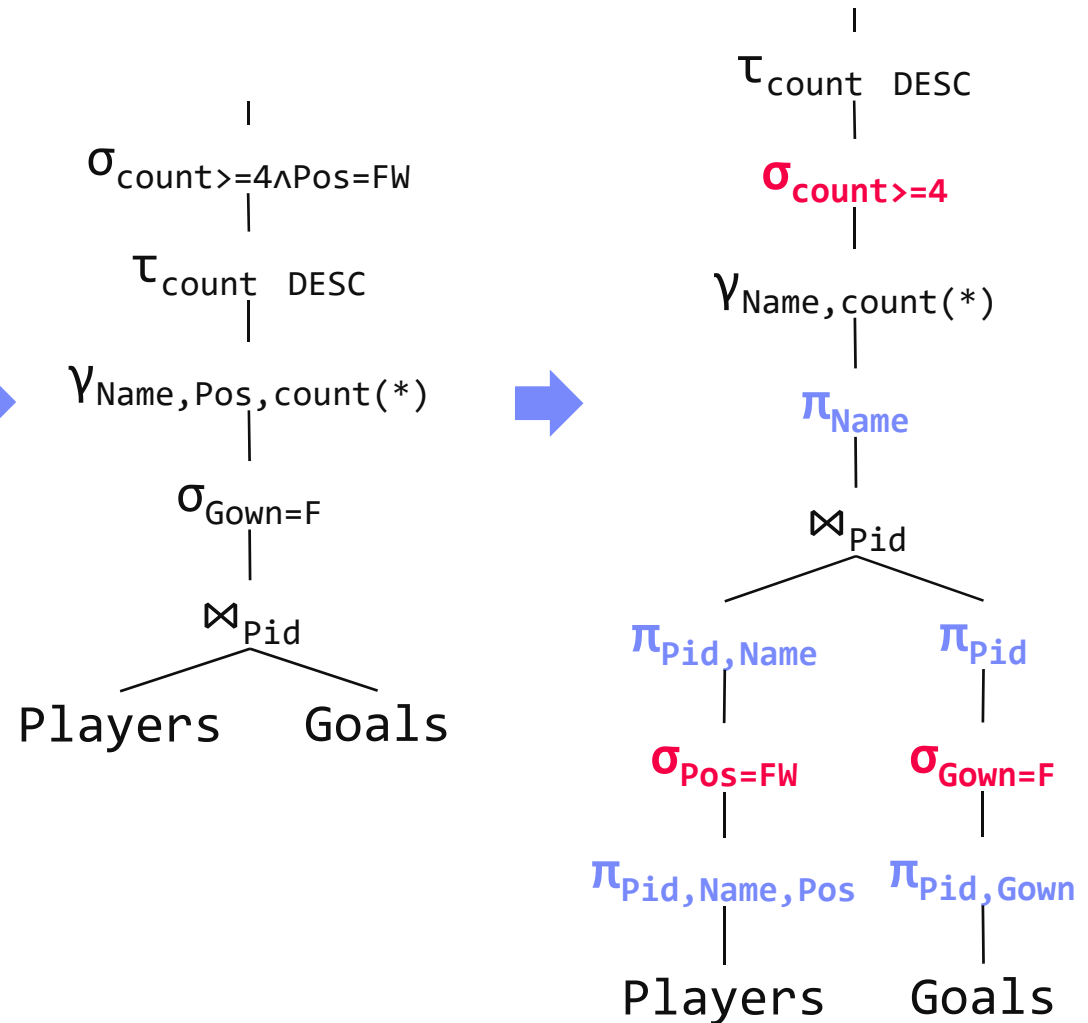 σcount>=4∧Pos=FW
τcount DESC
γName,Pos,count(*)
σGown=F
⋈Pid
Players Goals
τcount DESC
σcount>=4
γName,count(*)
πName
⋈Pid
πPid,Name πPid
σPos=FW σGown=F
πPid,Name,Pos πPid,Gown
Players Goals